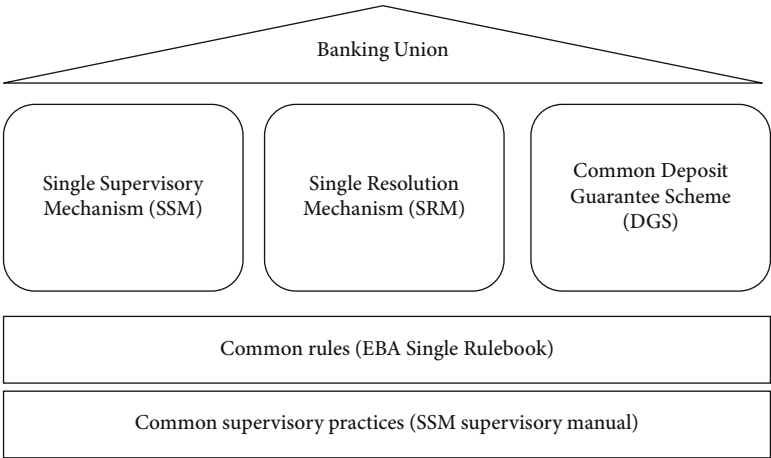 Banking Union
Single Supervisory
Mechanism (SSM)
Single Resolution
Mechanism (SRM)
Common Deposit
Guarantee Scheme
(DGS)
Common rules (EBA Single Rulebook)
Common supervisory practices (SSM supervisory manual)